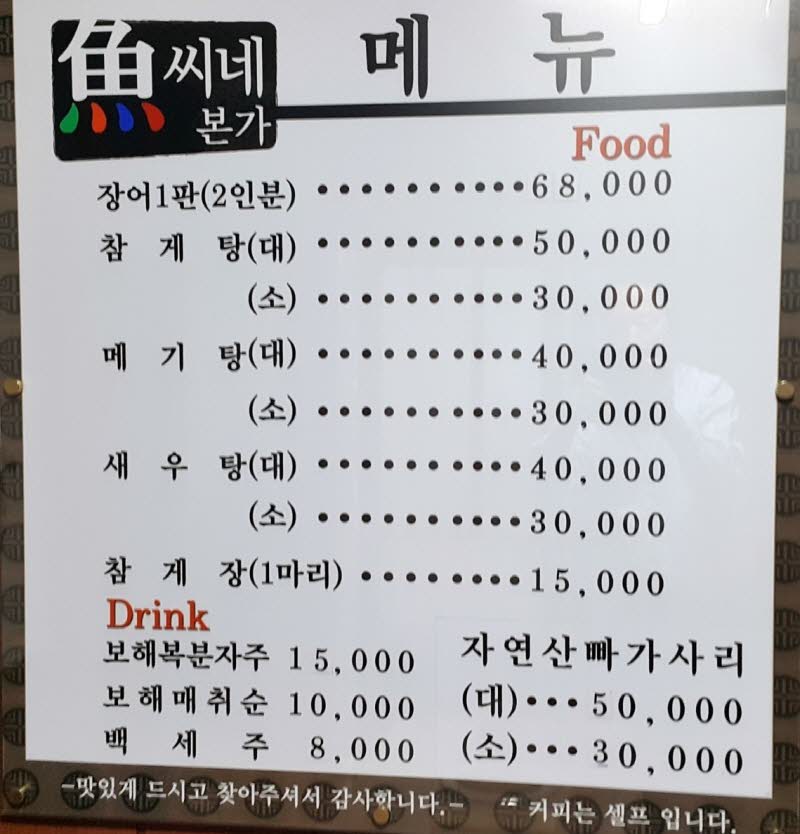 魚씨네 본가
메 뉴
Food
장어1판(2인분) ·········· 68,000
참 게 탕(대) ·········· 50,000
(소) ·········· 30,000
메 기 탕(대) ·········· 40,000
(소) ·········· 30,000
새 우 탕(대) ·········· 40,000
(소) ·········· 30,000
참 게 장(1마리) ········ 15,000
Drink
보해복분자주 15,000
보해매취순 10,000
백 세 주 8,000
자연산빠가사리
(대)··· 50,000
(소)··· 30,000
-맛있게 드시고 찾아주셔서 감사합니다.-
커피는 셀프 입니다.